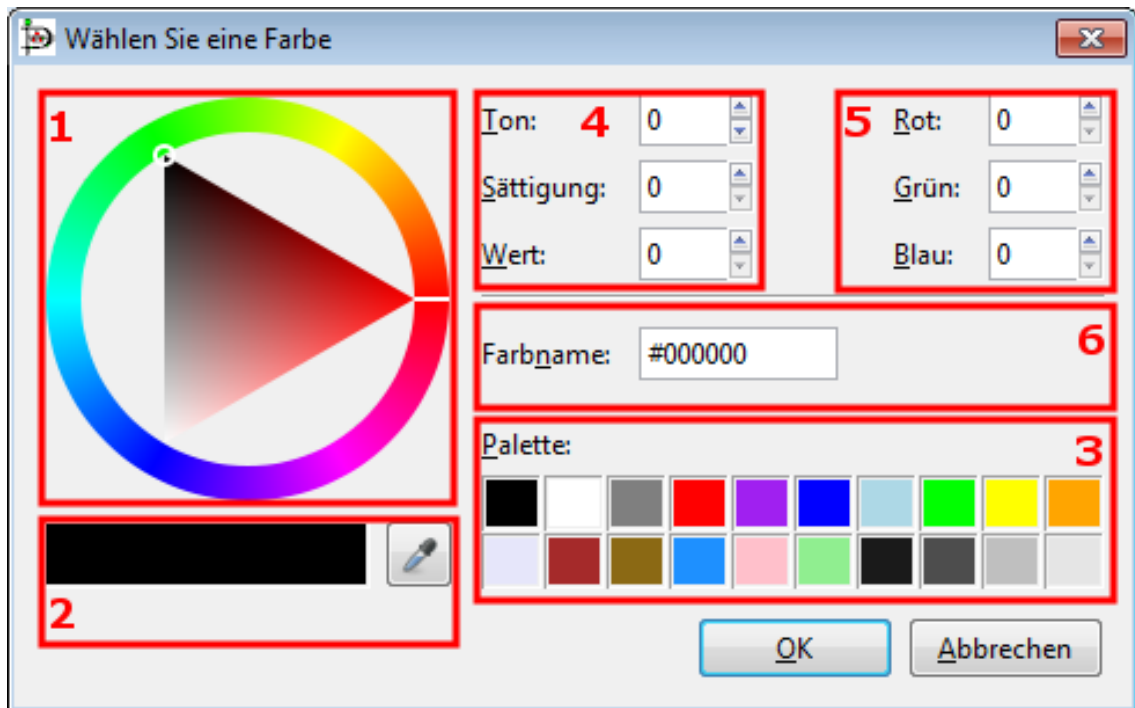 Wählen Sie eine Farbe
1
Ton: 4 0 5 Rot: 0
Sättigung: 0 Grün: 0
Wert: 0 Blau: 0
Farbname: #000000 6
Palette: 3
2
OK Abbrechen